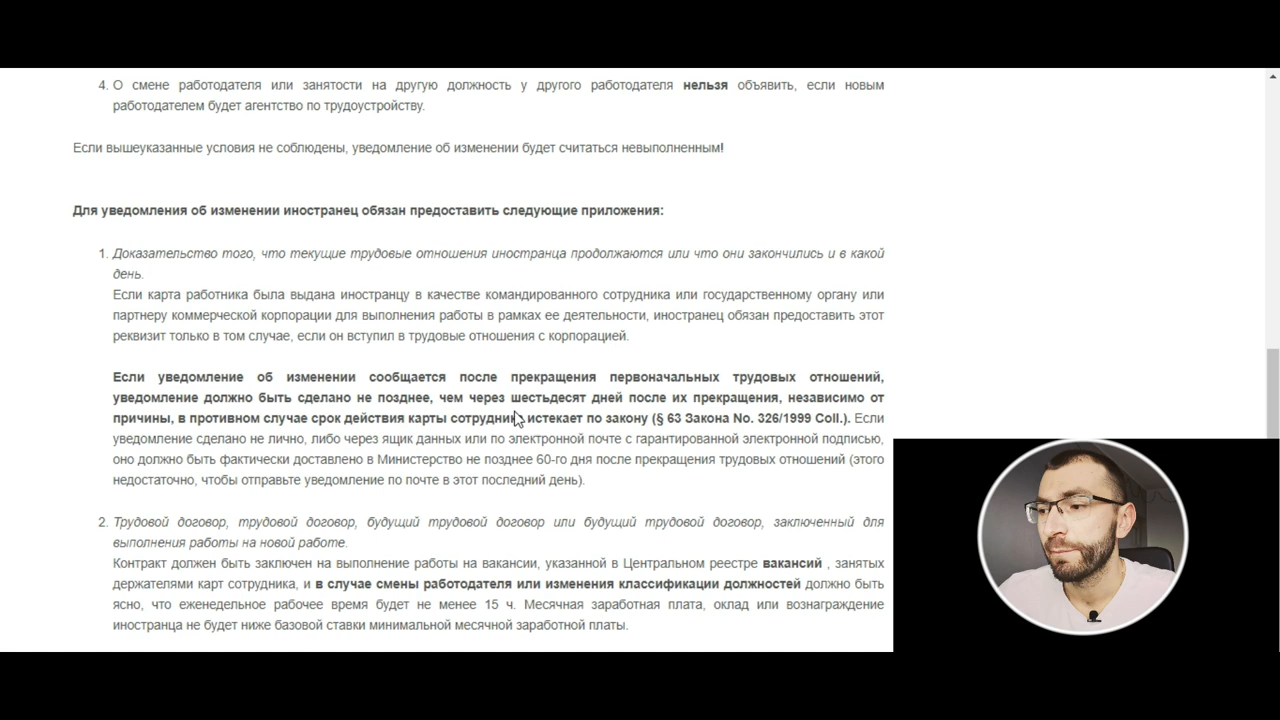 4. О смене работодателя или занятости на другую должность у другого работодателя нельзя объявить, если новым
работодателем будет агентство по трудоустройству.
Если вышеуказанные условия не соблюдены, уведомление об изменении будет считаться невыполненным!
Для уведомления об изменении иностранец обязан предоставить следующие приложения:
1. Доказательство того, что текущие трудовые отношения иностранца продолжаются или что они закончились и в какой
день.
Если карта работника была выдана иностранцу в качестве командированного сотрудника или государственному органу или
партнеру коммерческой корпорации для выполнения работы в рамках ее деятельности, иностранец обязан предоставить этот
реквизит только в том случае, если он вступил в трудовые отношения с корпорацией.
Если уведомление об изменении сообщается после прекращения первоначальных трудовых отношений,
уведомление должно быть сделано не позднее, чем через шестьдесят дней после их прекращения, независимо от
причины, в противном случае срок действия карты сотрудника истекает по закону (§ 63 Закона No. 326/1999 Coll.). Если
уведомление сделано не лично, либо через ящик данных или по электронной почте с гарантированной электронной подписью,
оно должно быть фактически доставлено в Министерство не позднее 60-го дня после прекращения трудовых отношений (этого
недостаточно, чтобы отправьте уведомление по почте в этот последний день).
2. Трудовой договор, трудовой договор, будущий трудовой договор или будущий трудовой договор, заключенный для
выполнения работы на новой работе.
Контракт должен быть заключен на выполнение работы на вакансии, указанной в Центральном реестре вакансий , занятых
держателями карт сотрудника, и в случае смены работодателя или изменения классификации должностей должно быть
ясно, что еженедельное рабочее время будет не менее 15 ч. Месячная заработная плата, оклад или вознаграждение
иностранца не будет ниже базовой ставки минимальной месячной заработной платы.